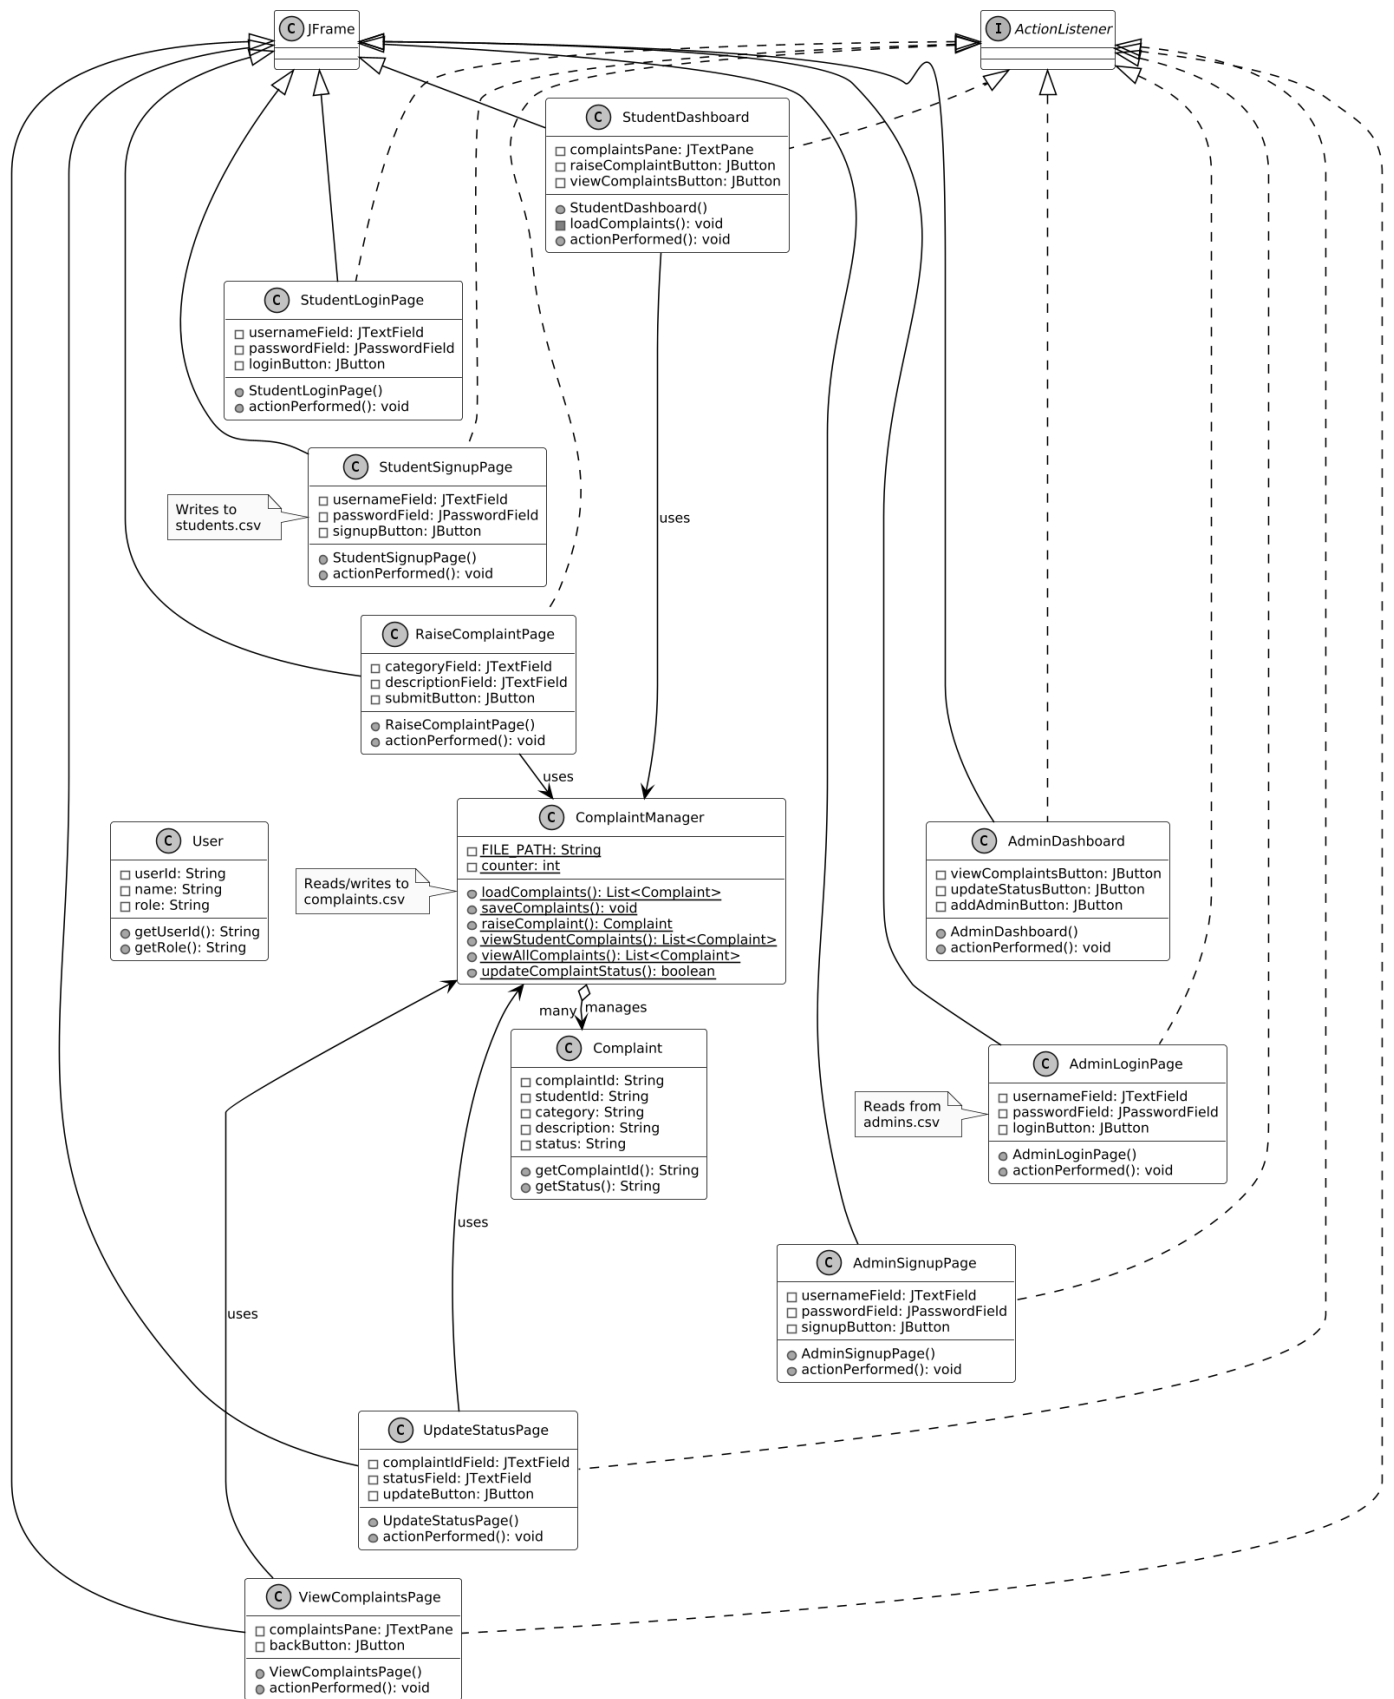 C JFrame
I ActionListener
C StudentDashboard
complaintsPane: JTextPane
raiseComplaintButton: JButton
viewComplaintsButton: JButton
StudentDashboard()
loadComplaints(): void
actionPerformed(): void
C StudentLoginPage
usernameField: JTextField
passwordField: JPasswordField
loginButton: JButton
StudentLoginPage()
actionPerformed(): void
C StudentSignupPage
usernameField: JTextField
passwordField: JPasswordField
signupButton: JButton
StudentSignupPage()
actionPerformed(): void
Writes to
students.csv
uses
C RaiseComplaintPage
categoryField: JTextField
descriptionField: JTextField
submitButton: JButton
RaiseComplaintPage()
actionPerformed(): void
uses
C User
userId: String
name: String
role: String
getUserId(): String
getRole(): String
Reads/writes to
complaints.csv
C ComplaintManager
FILE_PATH: String
counter: int
loadComplaints(): List<Complaint>
saveComplaints(): void
raiseComplaint(): Complaint
viewStudentComplaints(): List<Complaint>
viewAllComplaints(): List<Complaint>
updateComplaintStatus(): boolean
C AdminDashboard
viewComplaintsButton: JButton
updateStatusButton: JButton
addAdminButton: JButton
AdminDashboard()
actionPerformed(): void
many
manages
C Complaint
complaintId: String
studentId: String
category: String
description: String
status: String
getComplaintId(): String
getStatus(): String
Reads from
admins.csv
C AdminLoginPage
usernameField: JTextField
passwordField: JPasswordField
loginButton: JButton
AdminLoginPage()
actionPerformed(): void
uses
C AdminSignupPage
usernameField: JTextField
passwordField: JPasswordField
signupButton: JButton
AdminSignupPage()
actionPerformed(): void
uses
C UpdateStatusPage
complaintIdField: JTextField
statusField: JTextField
updateButton: JButton
UpdateStatusPage()
actionPerformed(): void
C ViewComplaintsPage
complaintsPane: JTextPane
backButton: JButton
ViewComplaintsPage()
actionPerformed(): void